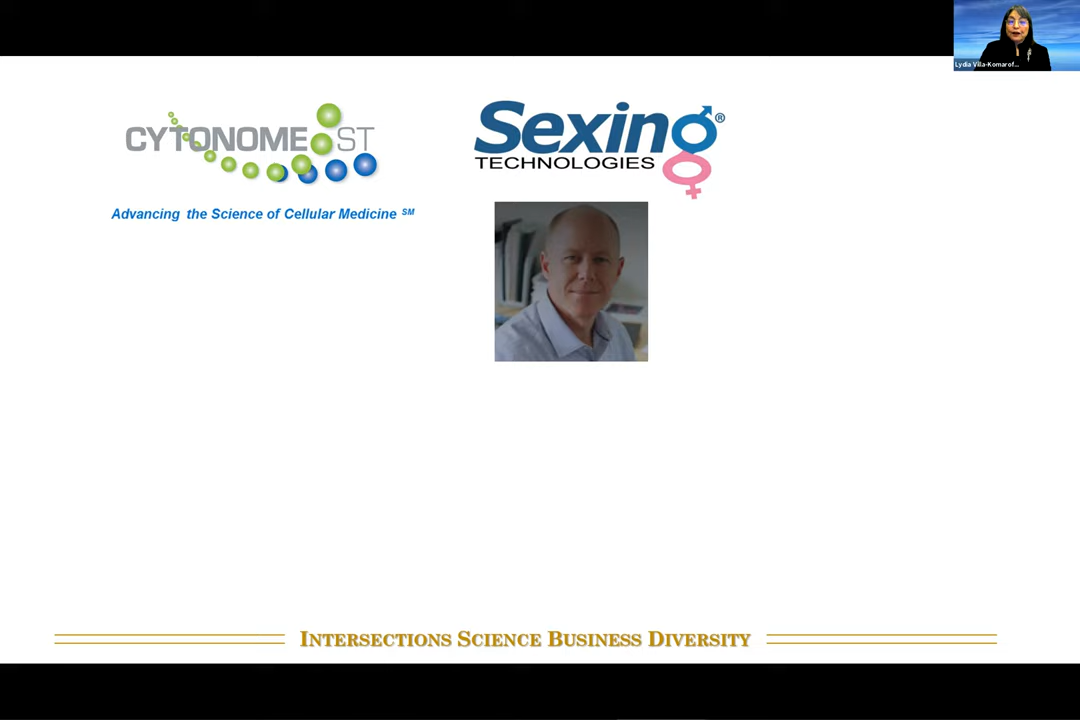 Lydia Villa-Komarof...
CYTONOME ST
Sexing®
TECHNOLOGIES
Advancing the Science of Cellular Medicine SM
INTERSECTIONS SCIENCE BUSINESS DIVERSITY